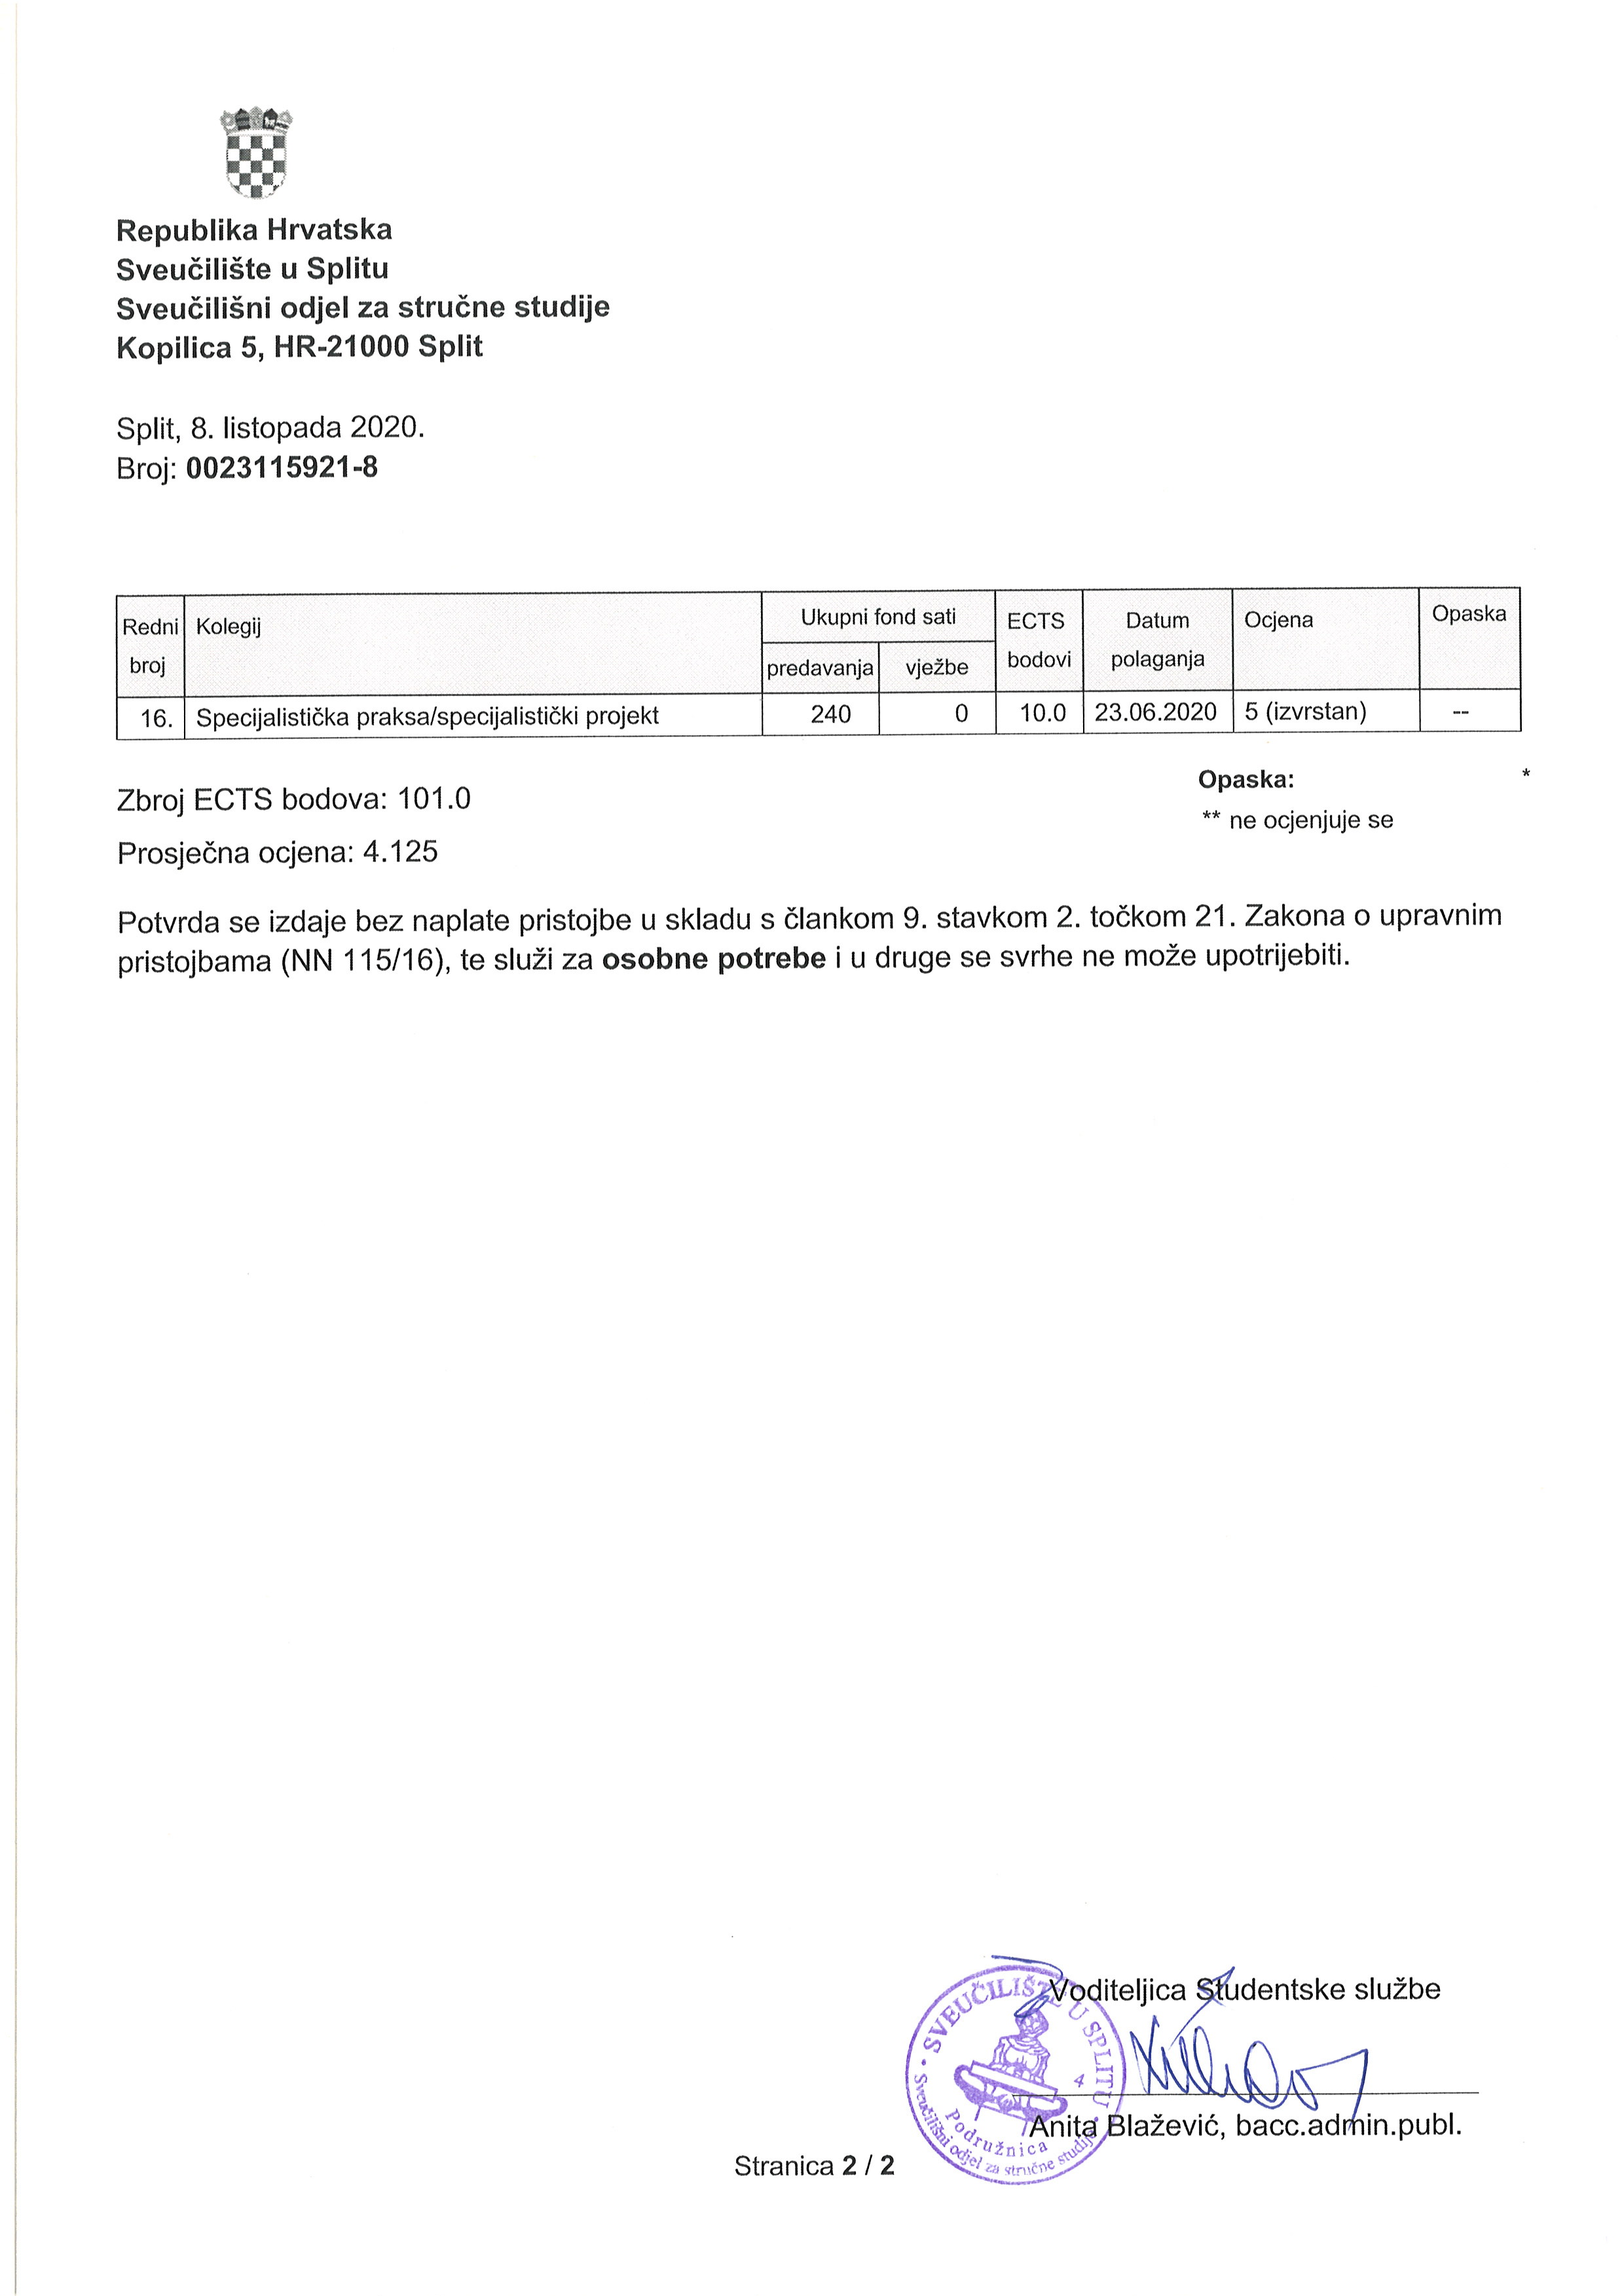 Republika Hrvatska
Sveučilište u Splitu
Sveučilišni odjel za stručne studije
Kopilica 5, HR-21000 Split
Split, 8. listopada 2020.
Broj: 0023115921-8
Redni broj Kolegij Ukupni fond sati ECTS bodovi Datum polaganja Ocjena Opaska
predavanja vježbe
16. Specijalistička praksa/specijalistički projekt 240 0 10.0 23.06.2020 5 (izvrstan) --
Zbroj ECTS bodova: 101.0
Prosječna ocjena: 4.125
Opaska: *
** ne ocjenjuje se
Potvrda se izdaje bez naplate pristojbe u skladu s člankom 9. stavkom 2. točkom 21. Zakona o upravnim
pristojbama (NN 115/16), te služi za osobne potrebe i u druge se svrhe ne može upotrijebiti.
Voditeljica Studentske službe
Anita Blažević, bacc.admin.publ.
SVEUČILIŠTE U SPLITU
Sveučilišni odjel za stručne studije
Podružnica
4
Stranica 2 / 2